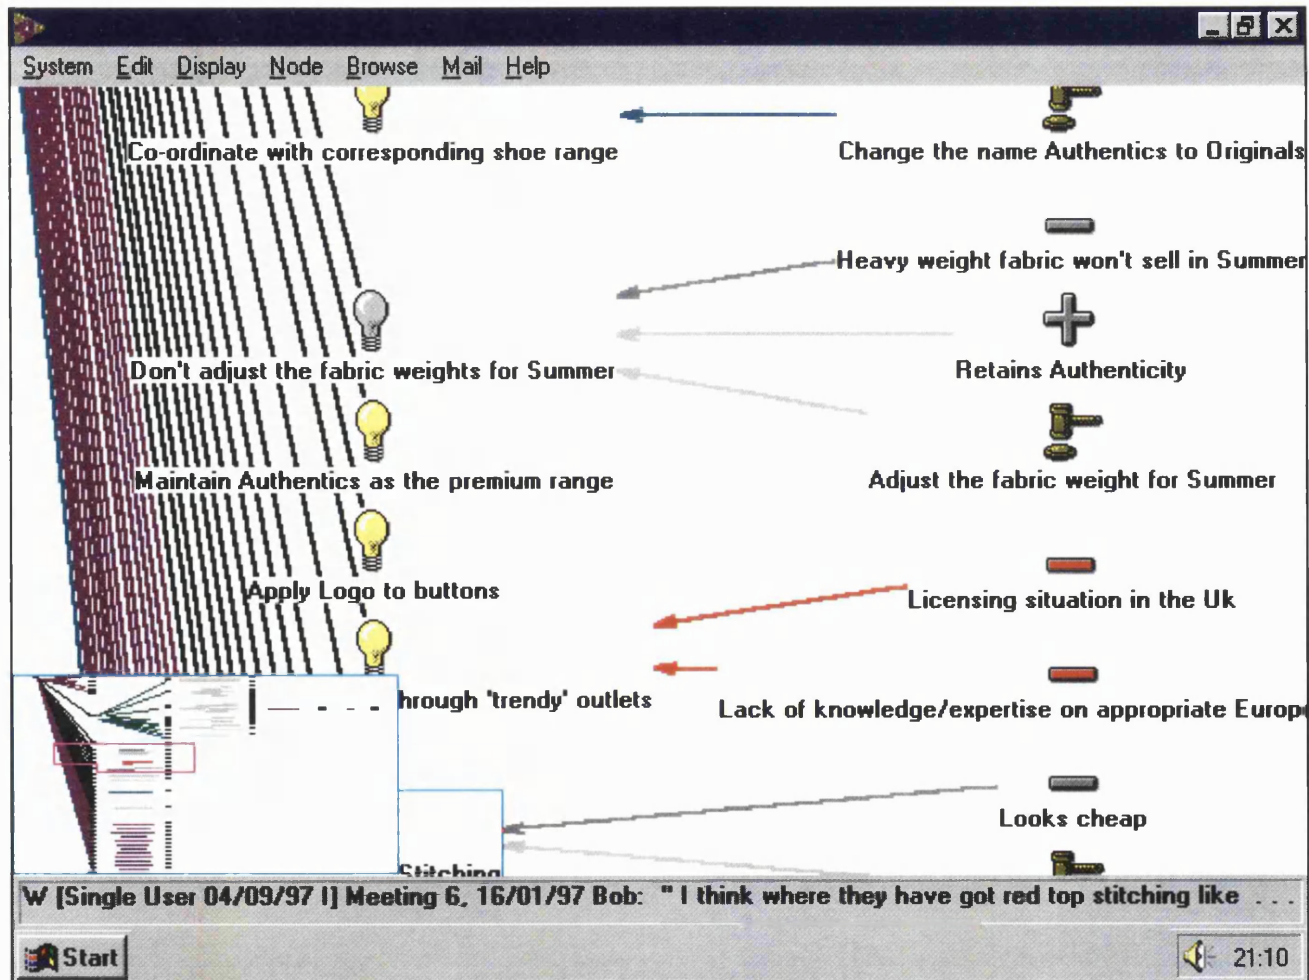 System Edit Display Node Browse Mail Help
Co-ordinate with corresponding shoe range
Change the name Authentics to Originals
Heavy weight fabric won't sell in Summer
Don't adjust the fabric weights for Summer
Retains Authenticity
Maintain Authentics as the premium range
Adjust the fabric weight for Summer
Apply Logo to buttons
Licensing situation in the Uk
hrough 'trendy' outlets
Lack of knowledge/expertise on appropriate Europ
Looks cheap
Stitching
W [Single User 04/09/97 I] Meeting 6, 16/01/97 Bob: " I think where they have got red top stitching like ...
Start
21:10